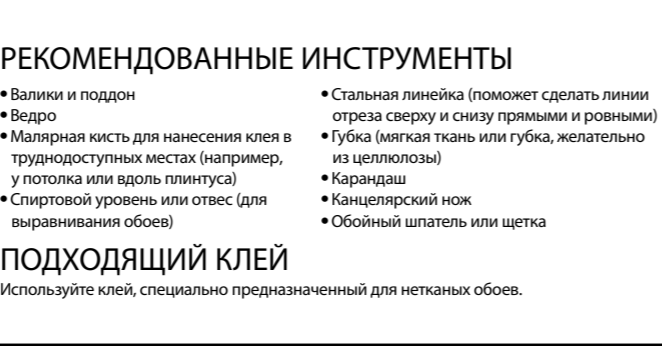 РЕКОМЕНДОВАННЫЕ ИНСТРУМЕНТЫ
• Валики и поддон
• Ведро
• Малярная кисть для нанесения клея в
труднодоступных местах (например,
у потолка или вдоль плинтуса)
• Спиртовой уровень или отвес (для
выравнивания обоев)
• Стальная линейка (поможет сделать линии
отреза сверху и снизу прямыми и ровными)
• Губка (мягкая ткань или губка, желательно
из целлюлозы)
• Карандаш
• Канцелярский нож
• Обойный шпатель или щетка
ПОДХОДЯЩИЙ КЛЕЙ
Используйте клей, специально предназначенный для нетканых обоев.